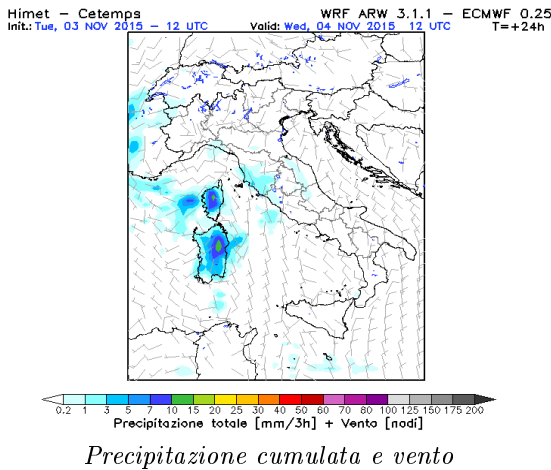 Himet – Cetemps WRF ARW 3.1.1 – ECMWF 0.25
Init.: Tue, 03 NOV 2015 – 12 UTC Valid: Wed, 04 NOV 2015 12 UTC T=+24h
0.2 1 3 5 7 10 15 20 25 30 40 50 60 70 80 100 125 150 175 200
Precipitazione totale [mm/3h] + Vento [nodi]
Precipitazione cumulata e vento